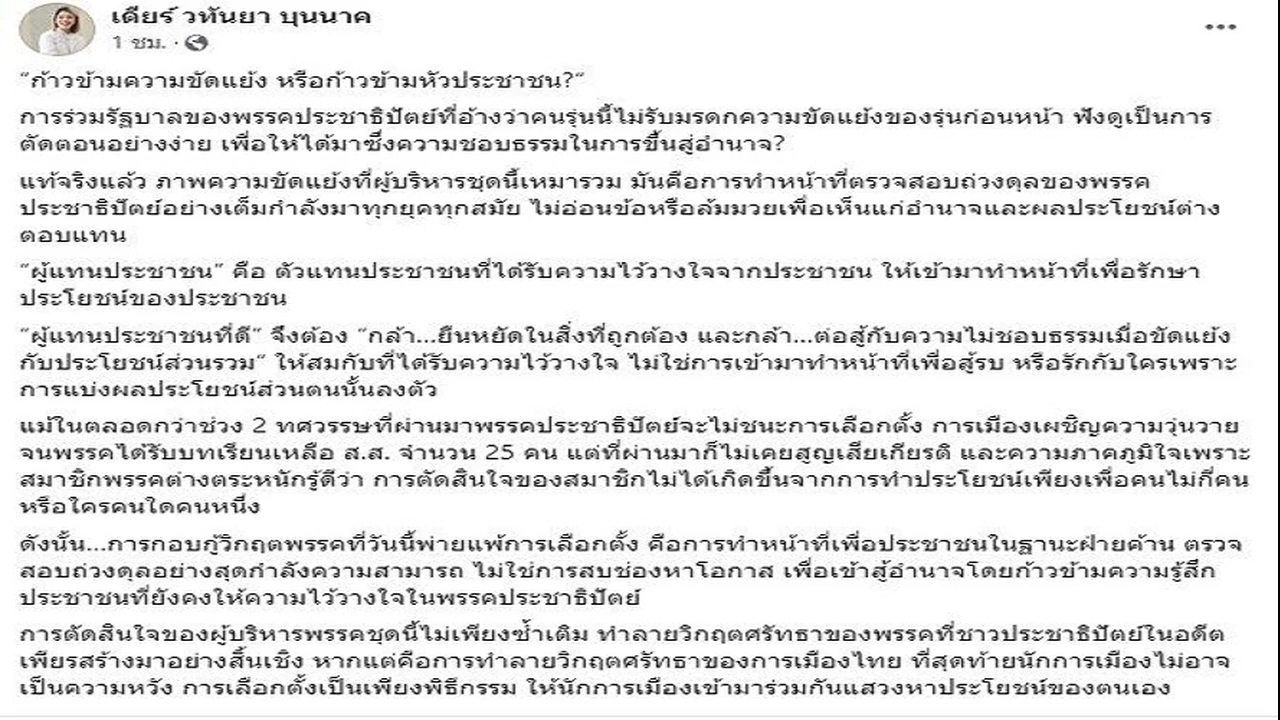 เดียร์ วทันยา บุนนาค
1 ชม.
“ก้าวข้ามความขัดแย้ง หรือก้าวข้ามหัวประชาชน?“
การร่วมรัฐบาลของพรรคประชาธิปัตย์ที่อ้างว่าคนรุ่นนี้ไม่รับมรดกความขัดแย้งของรุ่นก่อนหน้า ฟังดูเป็นการ
ตัดตอนอย่างง่าย เพื่อให้ได้มาซึ่งความชอบธรรมในการขึ้นสู่อำนาจ?
แท้จริงแล้ว ภาพความขัดแย้งที่ผู้บริหารชุดนี้เหมารวม มันคือการทำหน้าที่ตรวจสอบถ่วงดุลของพรรค
ประชาธิปัตย์อย่างเต็มกำลังมาทุกยุคทุกสมัย ไม่อ่อนข้อหรือล้มมวยเพื่อเห็นแก่อำนาจและผลประโยชน์ต่าง
ตอบแทน
“ผู้แทนประชาชน” คือ ตัวแทนประชาชนที่ได้รับความไว้วางใจจากประชาชน ให้เข้ามาทำหน้าที่เพื่อรักษา
ประโยชน์ของประชาชน
“ผู้แทนประชาชนที่ดี“ จึงต้อง “กล้า...ยืนหยัดในสิ่งที่ถูกต้อง และกล้า...ต่อสู้กับความไม่ชอบธรรมเมื่อขัดแย้ง
กับประโยชน์ส่วนรวม“ ให้สมกับที่ได้รับความไว้วางใจ ไม่ใช่การเข้ามาทำหน้าที่เพื่อสู้รบ หรือรักกับใครเพราะ
การแบ่งผลประโยชน์ส่วนตนนั้นลงตัว
แม้ในตลอดกว่าช่วง 2 ทศวรรษที่ผ่านมาพรรคประชาธิปัตย์จะไม่ชนะการเลือกตั้ง การเมืองเผชิญความวุ่นวาย
จนพรรคได้รับบทเรียนเหลือ ส.ส. จำนวน 25 คน แต่ที่ผ่านมาก็ไม่เคยสูญเสียเกียรติ และความภาคภูมิใจเพราะ
สมาชิกพรรคต่างตระหนักรู้ดีว่า การตัดสินใจของสมาชิกไม่ได้เกิดขึ้นจากการทำประโยชน์เพียงเพื่อคนไม่กี่คน
หรือใครคนใดคนหนึ่ง
ดังนั้น...การกอบกู้วิกฤตพรรคที่วันนี้พ่ายแพ้การเลือกตั้ง คือการทำหน้าที่เพื่อประชาชนในฐานะฝ่ายค้าน ตรวจ
สอบถ่วงดุลอย่างสุดกำลังความสามารถ ไม่ใช่การสบช่องหาโอกาส เพื่อเข้าสู้อำนาจโดยก้าวข้ามความรู้สึก
ประชาชนที่ยังคงให้ความไว้วางใจในพรรคประชาธิปัตย์
การตัดสินใจของผู้บริหารพรรคชุดนี้ไม่เพียงซ้ำเติม ทำลายวิกฤตศรัทธาของพรรคที่ชาวประชาธิปัตย์ในอดีต
เพียรสร้างมาอย่างสิ้นเชิง หากแต่คือการทำลายวิกฤตศรัทธาของการเมืองไทย ที่สุดท้ายนักการเมืองไม่อาจ
เป็นความหวัง การเลือกตั้งเป็นเพียงพิธีกรรม ให้นักการเมืองเข้ามาร่วมกันแสวงหาประโยชน์ของตนเอง